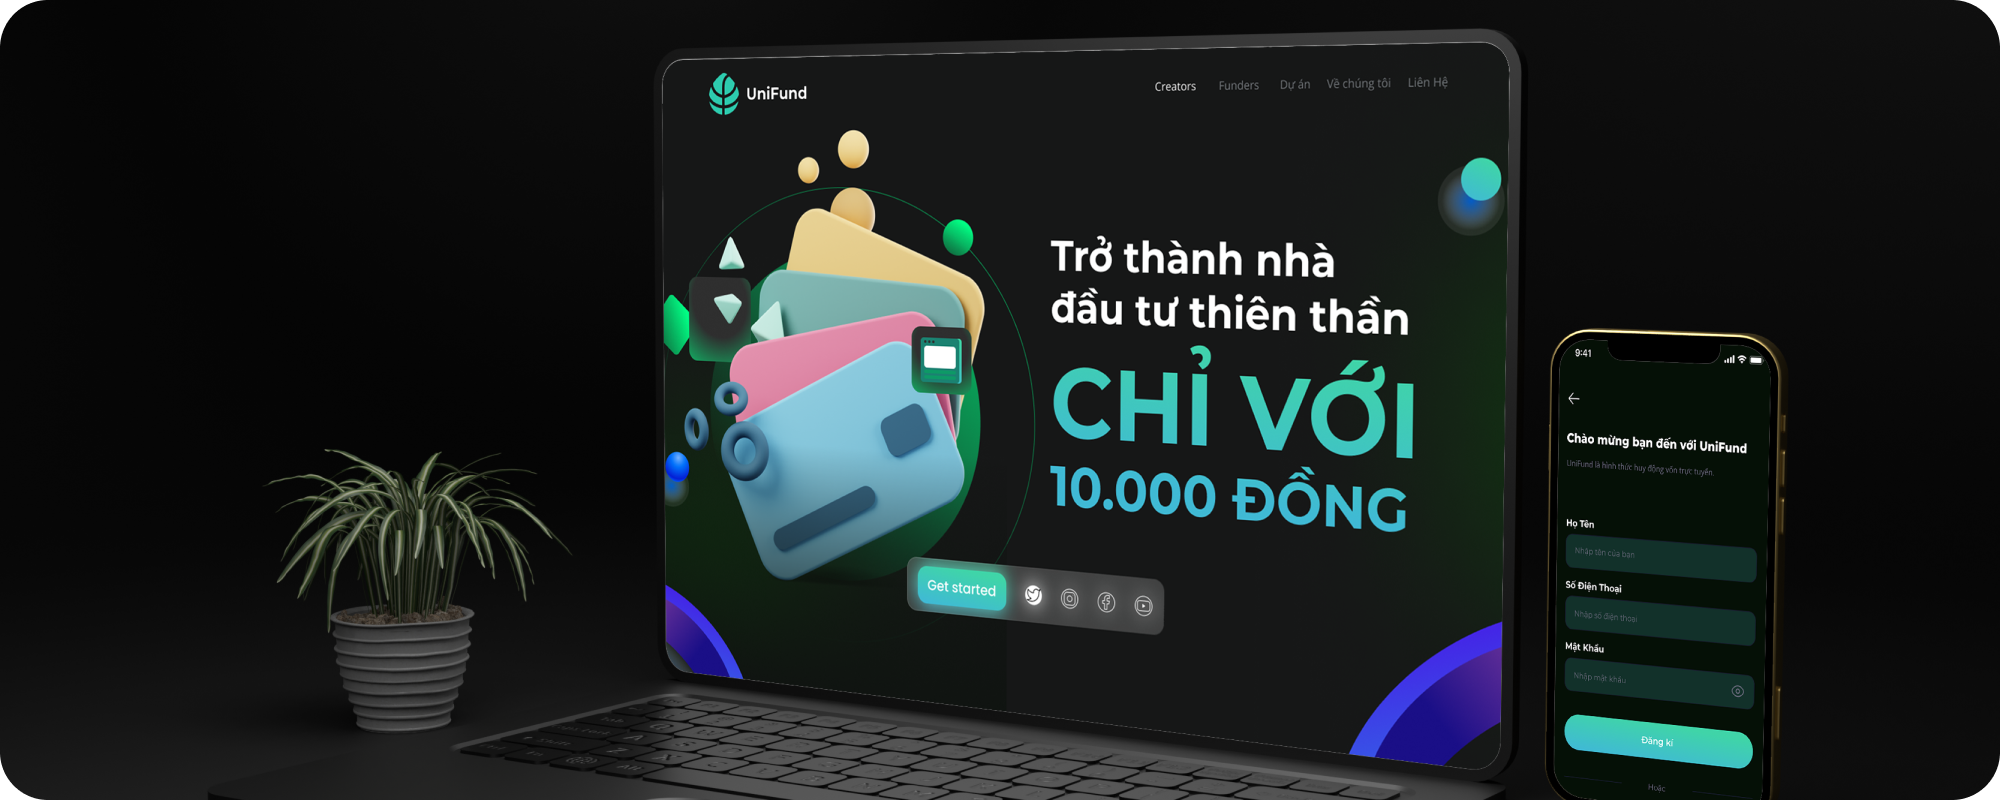 UniFund
Creators Funders Dự án Về chúng tôi Liên Hệ
Trở thành nhà
đầu tư thiên thần
CHỈ VỚI
10.000 ĐỒNG
Get started
9:41
Chào mừng bạn đến với UniFund
UniFund là hình thức huy động vốn trực tuyến.
Họ Tên
Nhập tên của bạn
Số Điện Thoại
Nhập số điện thoại
Mật Khẩu
Nhập mật khẩu
Đăng kí
Hoặc